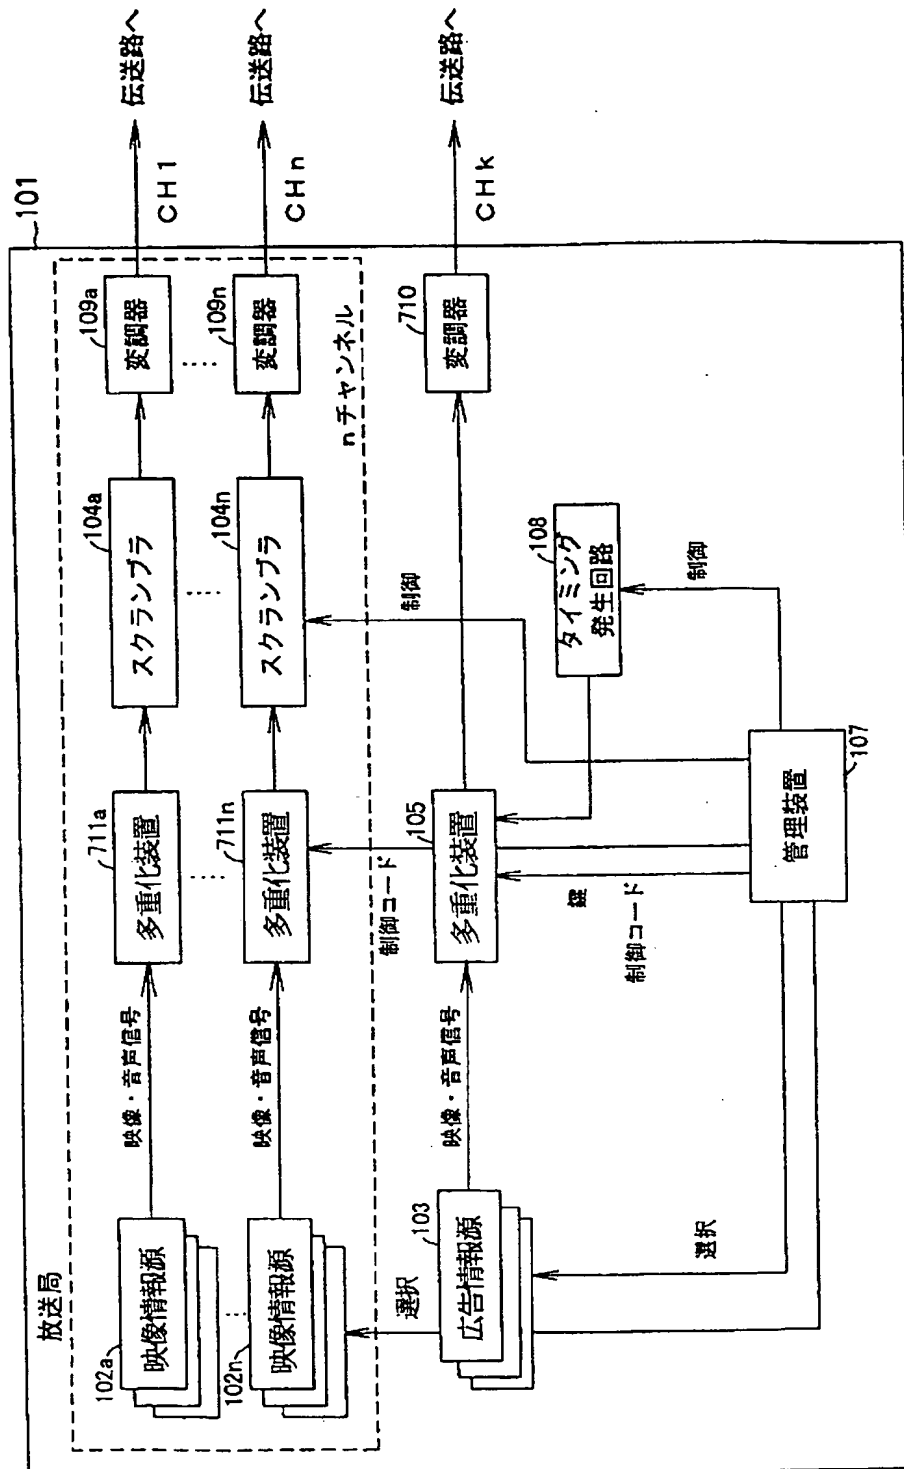 放送局
101
102a
映像情報源
映像・音声信号
711a
多重化装置
104a
スクランブラ
109a
変調器
CH1
伝送路へ
102n
映像情報源
映像・音声信号
711n
多重化装置
104n
スクランブラ
109n
変調器
CHn
伝送路へ
nチャンネル
選択
制御コード
制御
103
広告情報源
映像・音声信号
105
多重化装置
710
変調器
CHk
伝送路へ
108
タイミング
発生回路
選択
鍵
制御コード
制御
管理装置
107